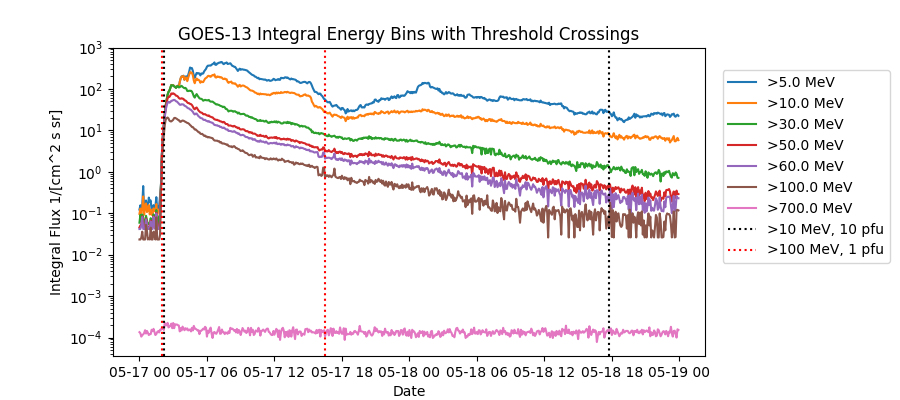 GOES-13 Integral Energy Bins with Threshold Crossings
Integral Flux 1/[cm^2 s sr]
10^3
10^2
10^1
10^0
10^−1
10^−2
10^−3
10^−4
05-17 00 05-17 06 05-17 12 05-17 18 05-18 00 05-18 06 05-18 12 05-18 18 05-19 00
Date
>5.0 MeV
>10.0 MeV
>30.0 MeV
>50.0 MeV
>60.0 MeV
>100.0 MeV
>700.0 MeV
>10 MeV, 10 pfu
>100 MeV, 1 pfu